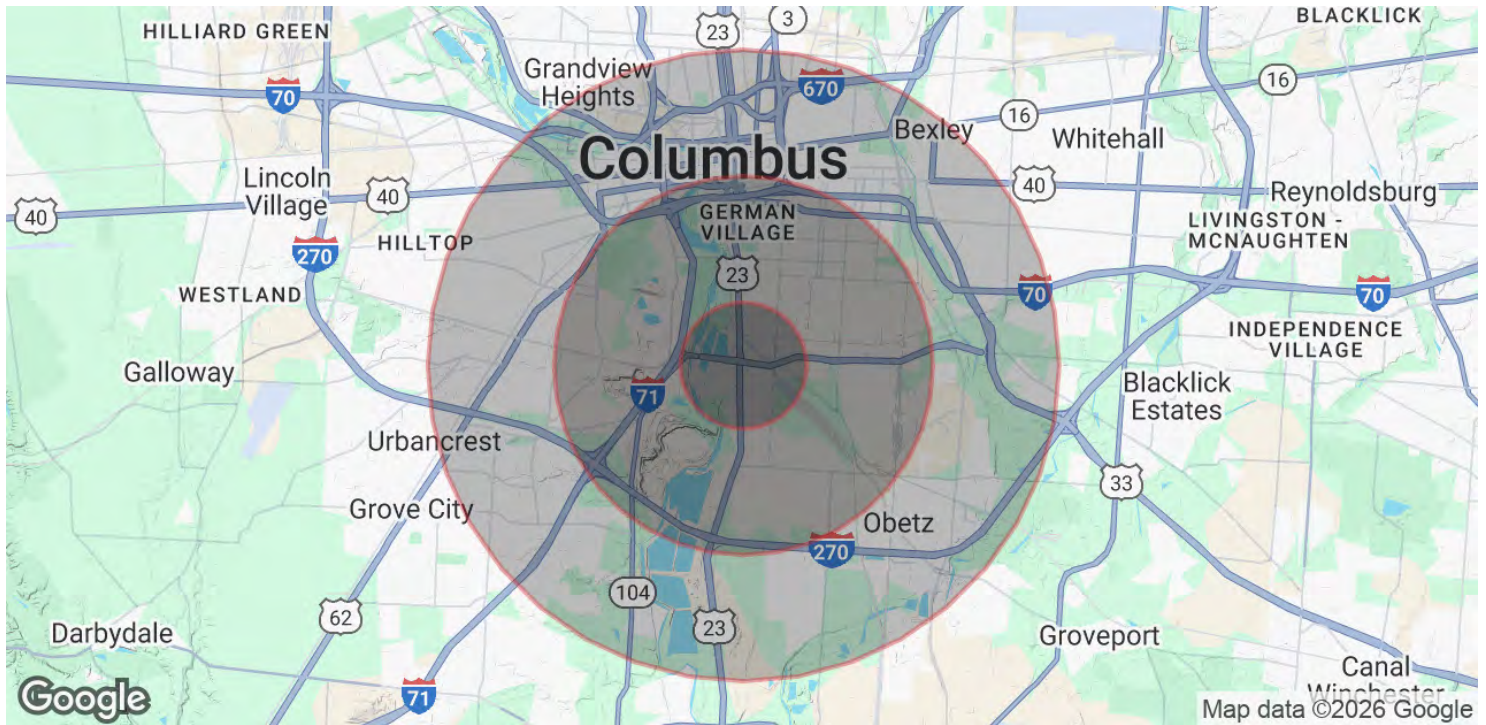 23
3
BLACKLICK
HILLIARD GREEN
Grandview
Heights
16
70
670
16
Bexley
Whitehall
Columbus
Lincoln
Village
40
40
40
Reynoldsburg
GERMAN
VILLAGE
LIVINGSTON -
MCNAUGHTEN
HILLTOP
270
23
70
70
WESTLAND
INDEPENDENCE
VILLAGE
Galloway
71
Blacklick
Estates
Urbancrest
33
Grove City
Obetz
270
104
62
23
Darbydale
Groveport
Canal
Winchester
71
Google
Map data ©2026 Google